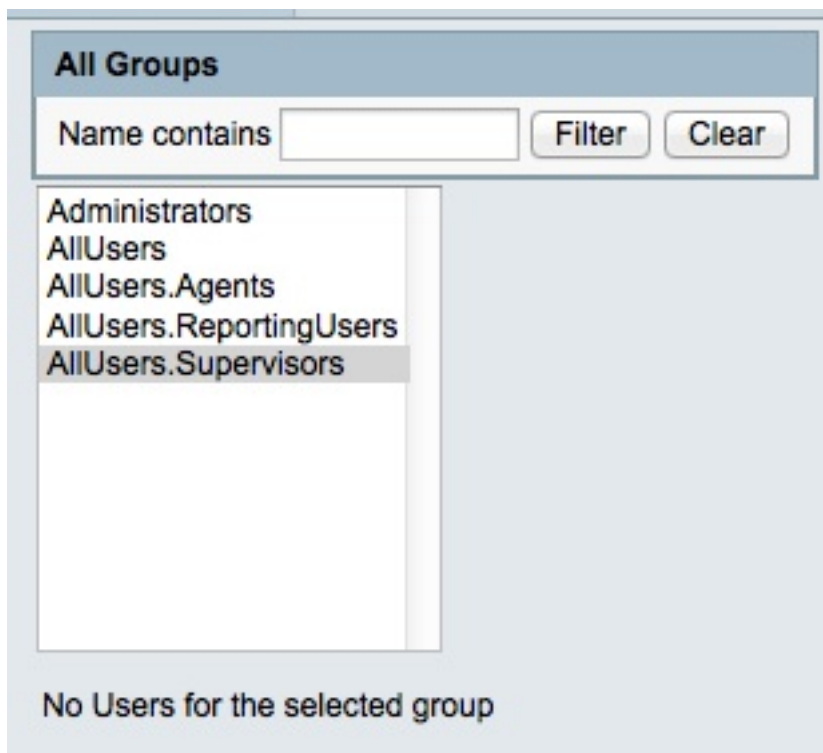 All Groups
Name contains Filter Clear
Administrators
AllUsers
AllUsers.Agents
AllUsers.ReportingUsers
AllUsers.Supervisors
No Users for the selected group